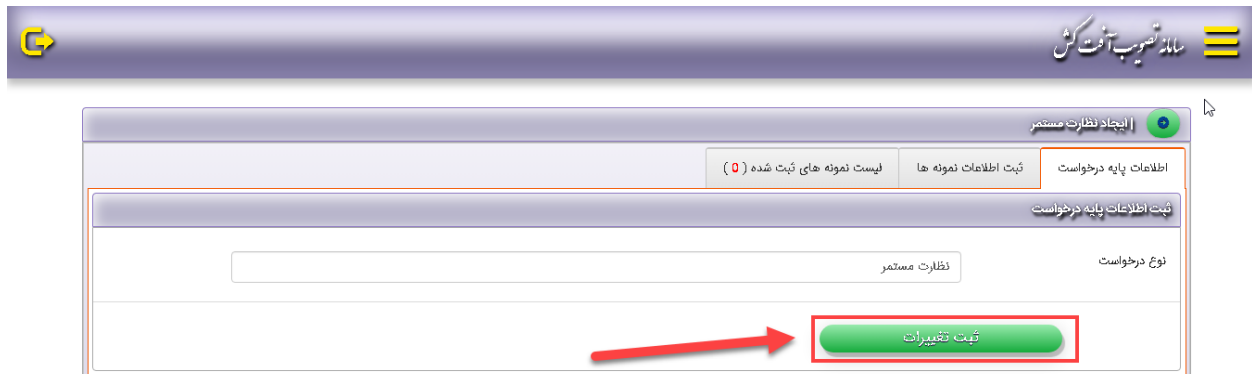 سامانه تصویب آفت کش
| ایجاد نظارت مستمر
اطلاعات پایه درخواست
ثبت اطلاعات نمونه ها
لیست نمونه های ثبت شده ( 0 )
ثبت اطلاعات پایه درخواست
نوع درخواست
نظارت مستمر
ثبت تغییرات